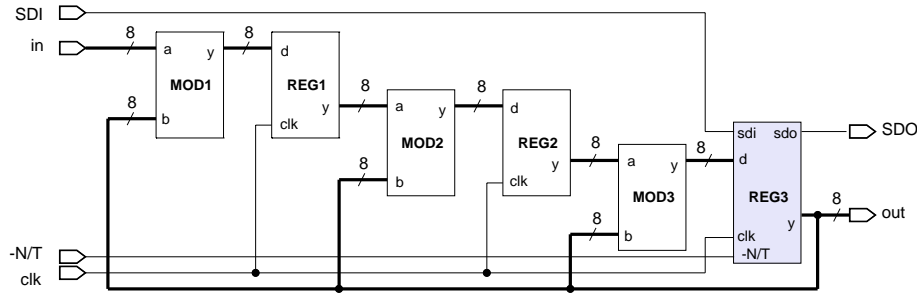 SDI
in
8
a
y
MOD1
8
b
8
d
REG1
y
clk
8
a
y
MOD2
8
b
8
d
REG2
y
clk
8
a
y
MOD3
8
b
8
sdi
sdo
d
REG3
y
clk
-N/T
SDO
8
out
-N/T
clk